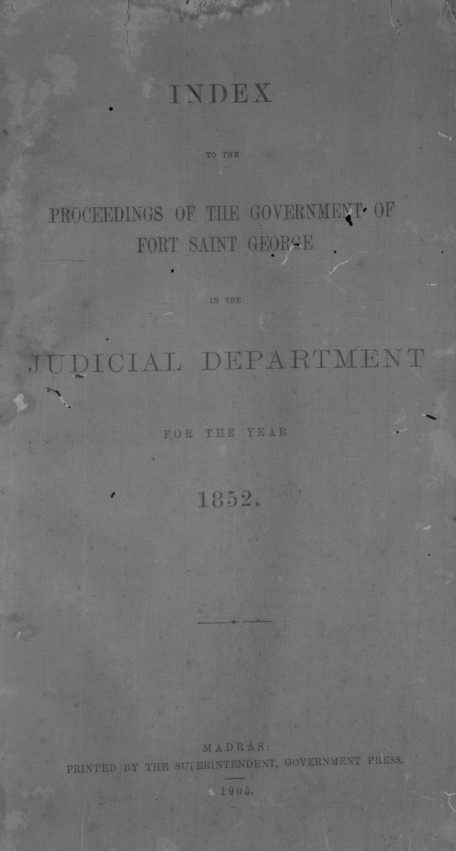 INDEX
TO THE
PROCEEDINGS OF THE GOVERNMENT OF
FORT SAINT GEORGE
IN THE
JUDICIAL DEPARTMENT
FOR THE YEAR
1852.
MADRAS:
PRINTED BY THE SUPERINTENDENT, GOVERNMENT PRESS.
1905.